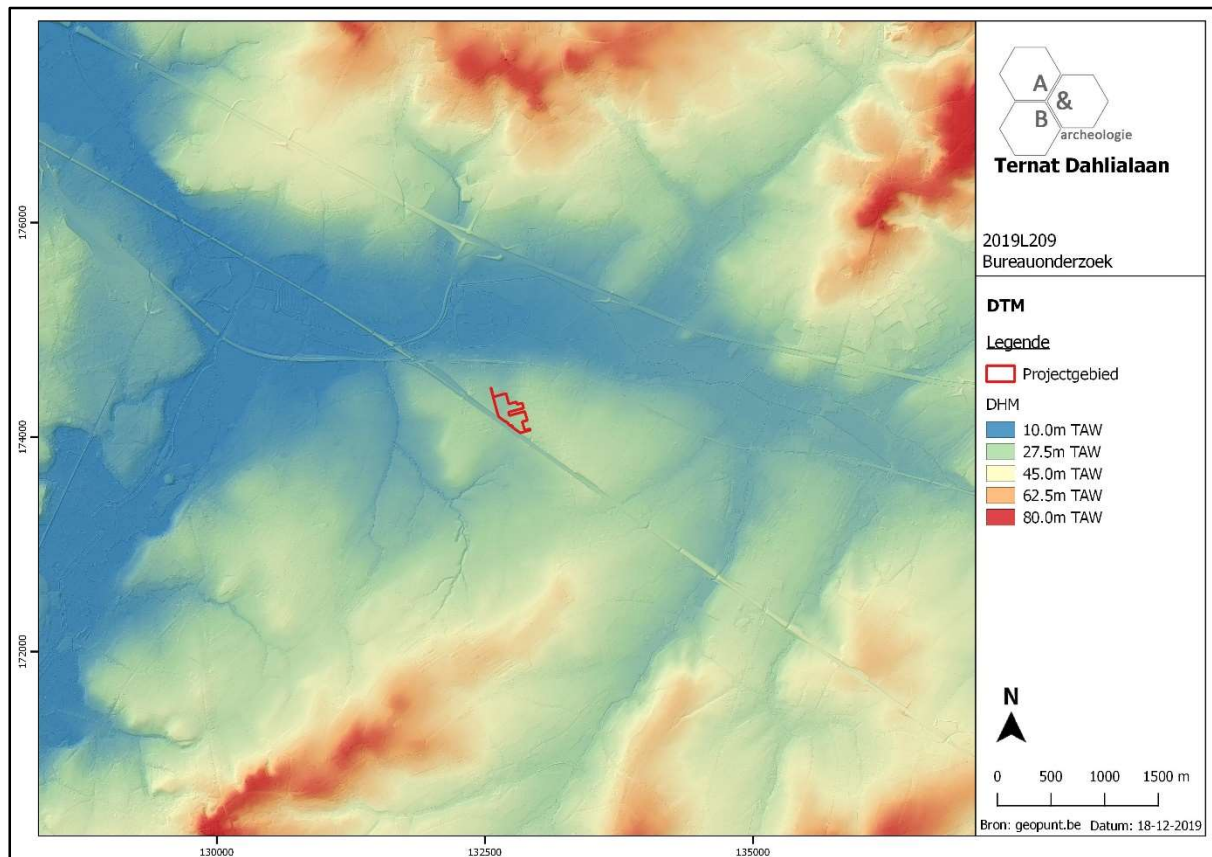 176000
174000
172000
130000
132500
135000
A
&
B
archeologie
Ternat Dahlialaan
2019L209
Bureauonderzoek
DTM
Legende
Projectgebied
DHM
10.0m TAW
27.5m TAW
45.0m TAW
62.5m TAW
80.0m TAW
N
0 500 1000 1500 m
Bron: geopunt.be Datum: 18-12-2019